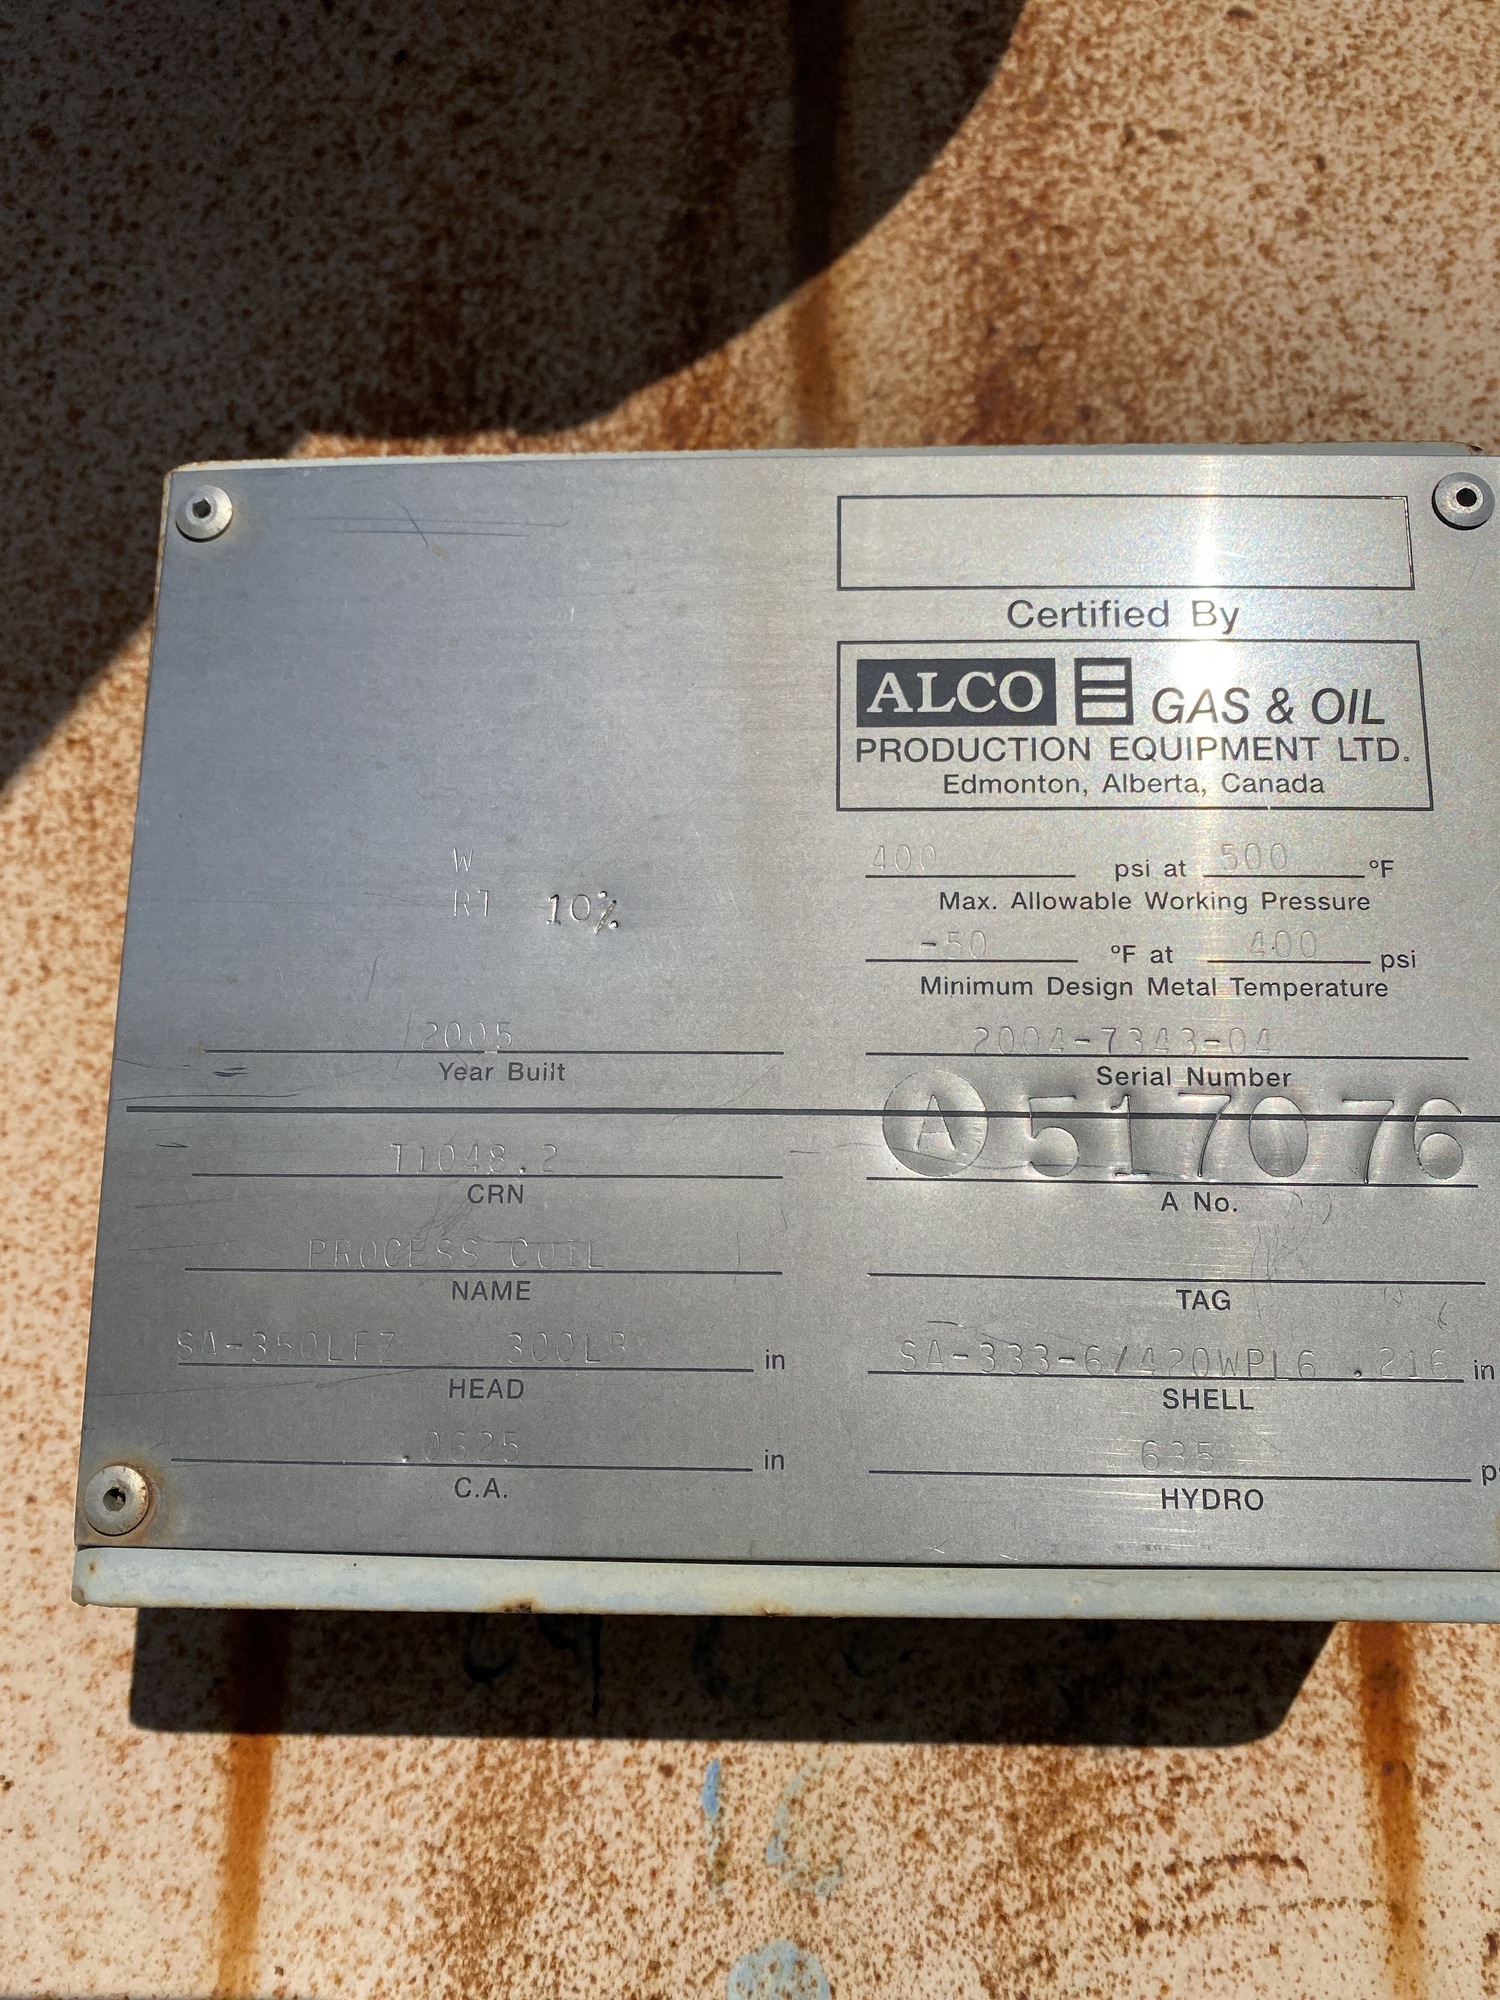 Certified By
ALCO GAS & OIL
PRODUCTION EQUIPMENT LTD.
Edmonton, Alberta, Canada
W
RT 10%
400 psi at 500 °F
Max. Allowable Working Pressure
-50 °F at 400 psi
Minimum Design Metal Temperature
2005
Year Built
2004-7343-04
Serial Number
T1048.2
CRN
A 517076
A No.
PROCESS COIL
NAME
TAG
SA-350LF2 300LB in
HEAD
SA-333-6/420WPL6 .216 in
SHELL
.0625 in
C.A.
635
HYDRO